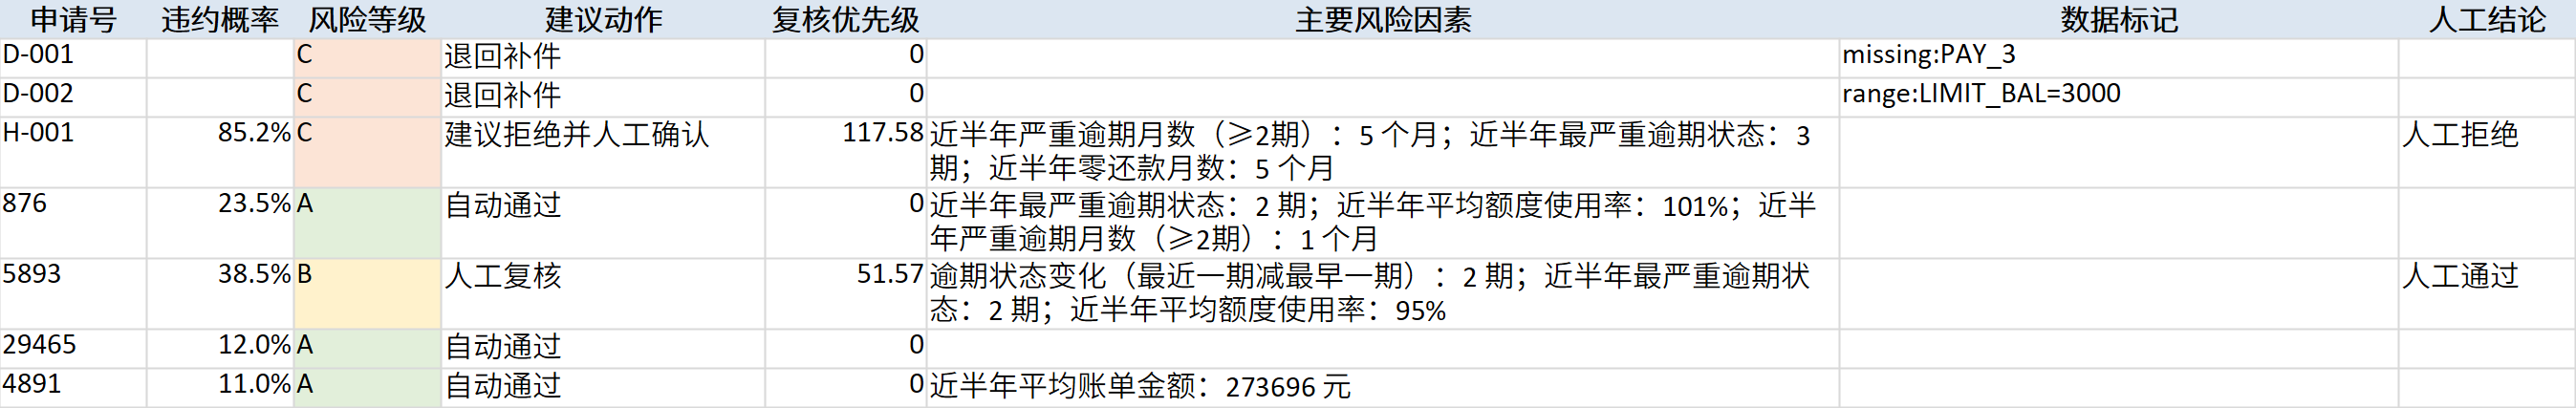 申请号 违约概率 风险等级 建议动作 复核优先级 主要风险因素 数据标记 人工结论
D-001 C 退回补件 0 missing:PAY_3
D-002 C 退回补件 0 range:LIMIT_BAL=3000
H-001 85.2% C 建议拒绝并人工确认 117.58 近半年严重逾期月数（≥2期）：5 个月；近半年最严重逾期状态：3 人工拒绝
期；近半年零还款月数：5 个月
876 23.5% A 自动通过 0 近半年最严重逾期状态：2 期；近半年平均额度使用率：101%；近半
年严重逾期月数（≥2期）：1 个月
5893 38.5% B 人工复核 51.57 逾期状态变化（最近一期减最早一期）：2 期；近半年最严重逾期状 人工通过
态：2 期；近半年平均额度使用率：95%
29465 12.0% A 自动通过 0
4891 11.0% A 自动通过 0 近半年平均账单金额：273696 元